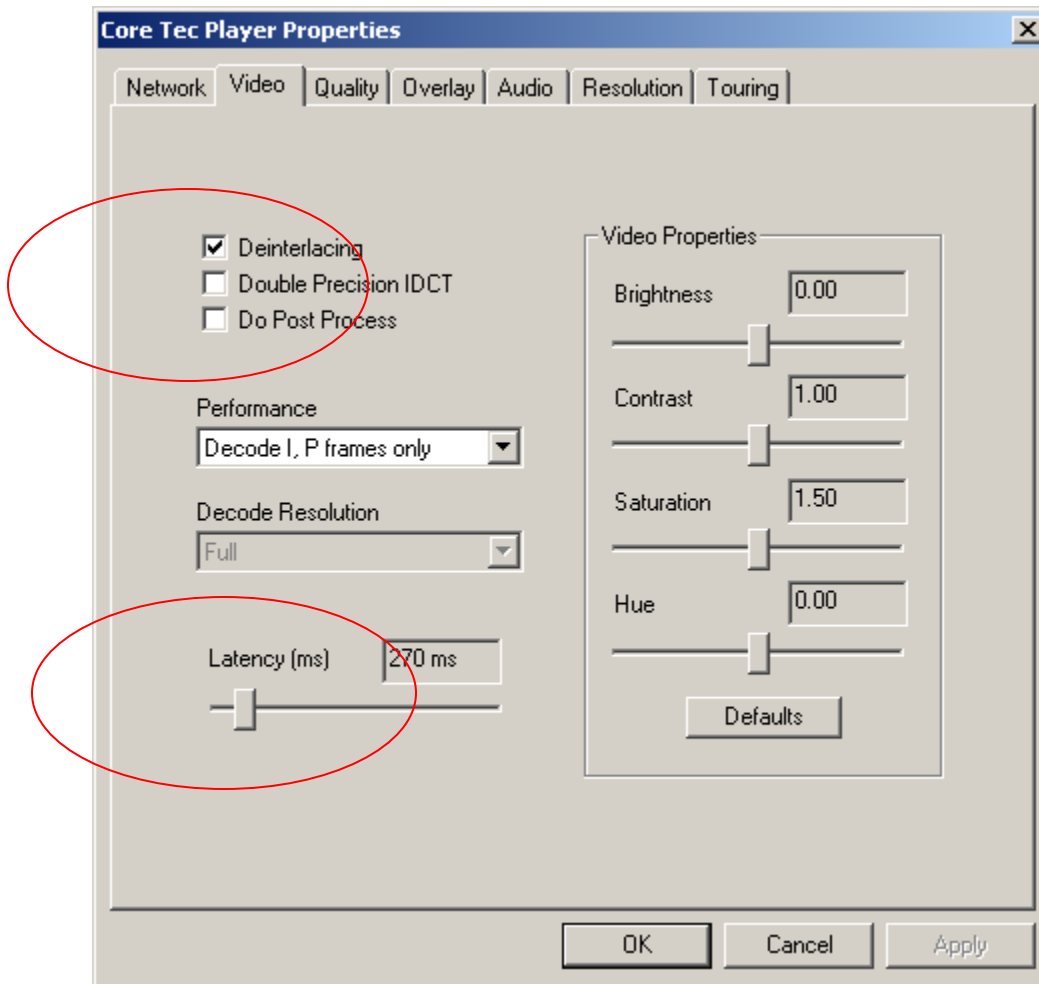 Core Tec Player Properties
Network Video Quality Overlay Audio Resolution Touring
Deinterlacing
Double Precision IDCT
Do Post Process
Performance
Decode I, P frames only
Decode Resolution
Full
Latency (ms) 270 ms
Video Properties
Brightness 0.00
Contrast 1.00
Saturation 1.50
Hue 0.00
Defaults
OK Cancel Apply